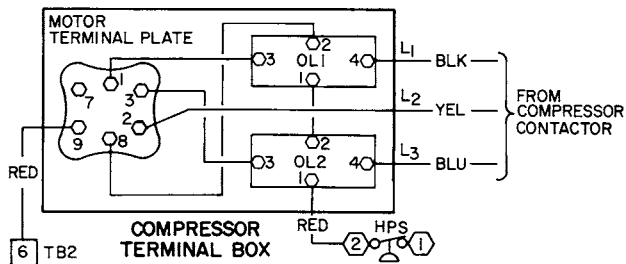 MOTOR
TERMINAL PLATE
1
7
3
2
9
8
2
3
OL1
4
1
L1
BLK
L2
YEL
2
3
OL2
4
1
L3
BLU
FROM
COMPRESSOR
CONTACTOR
RED
COMPRESSOR
TERMINAL BOX
RED
HPS
2
1
6
TB2